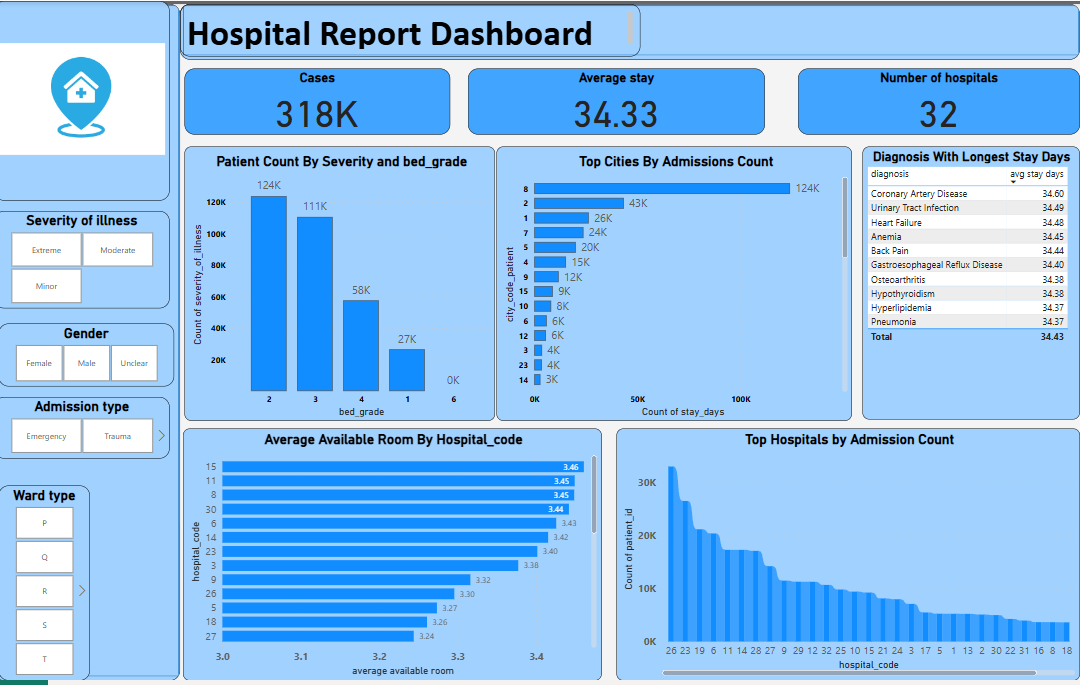 Hospital Report Dashboard
Cases
318K
Average stay
34.33
Number of hospitals
32
Severity of illness
Extreme
Moderate
Minor
Gender
Female
Male
Unclear
Admission type
Emergency
Trauma
Ward type
P
Q
R
S
T
Patient Count By Severity and bed_grade
Count of severity_of_illness
120K
100K
80K
60K
40K
20K
124K
111K
58K
27K
0K
2 3 4 1 6
bed_grade
Top Cities By Admissions Count
city_code_patient
8 124K
2 43K
1 26K
7 24K
5 20K
4 15K
9 12K
15 9K
10 8K
6 6K
12 6K
3 4K
23 4K
14 3K
0K 50K 100K
Count of stay_days
Diagnosis With Longest Stay Days
diagnosis avg stay days
Coronary Artery Disease 34.60
Urinary Tract Infection 34.49
Heart Failure 34.48
Anemia 34.45
Back Pain 34.44
Gastroesophageal Reflux Disease 34.40
Osteoarthritis 34.38
Hypothyroidism 34.38
Hyperlipidemia 34.37
Pneumonia 34.37
Total 34.43
Average Available Room By Hospital_code
hospital_code
15 3.46
11 3.45
8 3.45
30 3.44
6 3.43
14 3.42
23 3.40
3 3.38
9 3.32
26 3.30
5 3.27
18 3.26
27 3.24
3.0 3.1 3.2 3.3 3.4
average available room
Top Hospitals by Admission Count
Count of patient_id
30K
20K
10K
0K
26 23 19 6 11 14 28 27 9 29 12 32 25 10 15 21 24 3 17 5 1 13 2 30 22 31 16 8 18
hospital_code